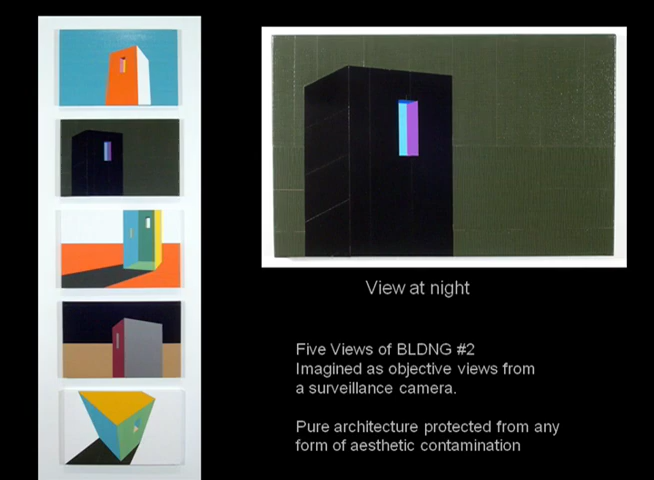 View at night
Five Views of BLDNG #2
Imagined as objective views from
a surveillance camera.
Pure architecture protected from any
form of aesthetic contamination